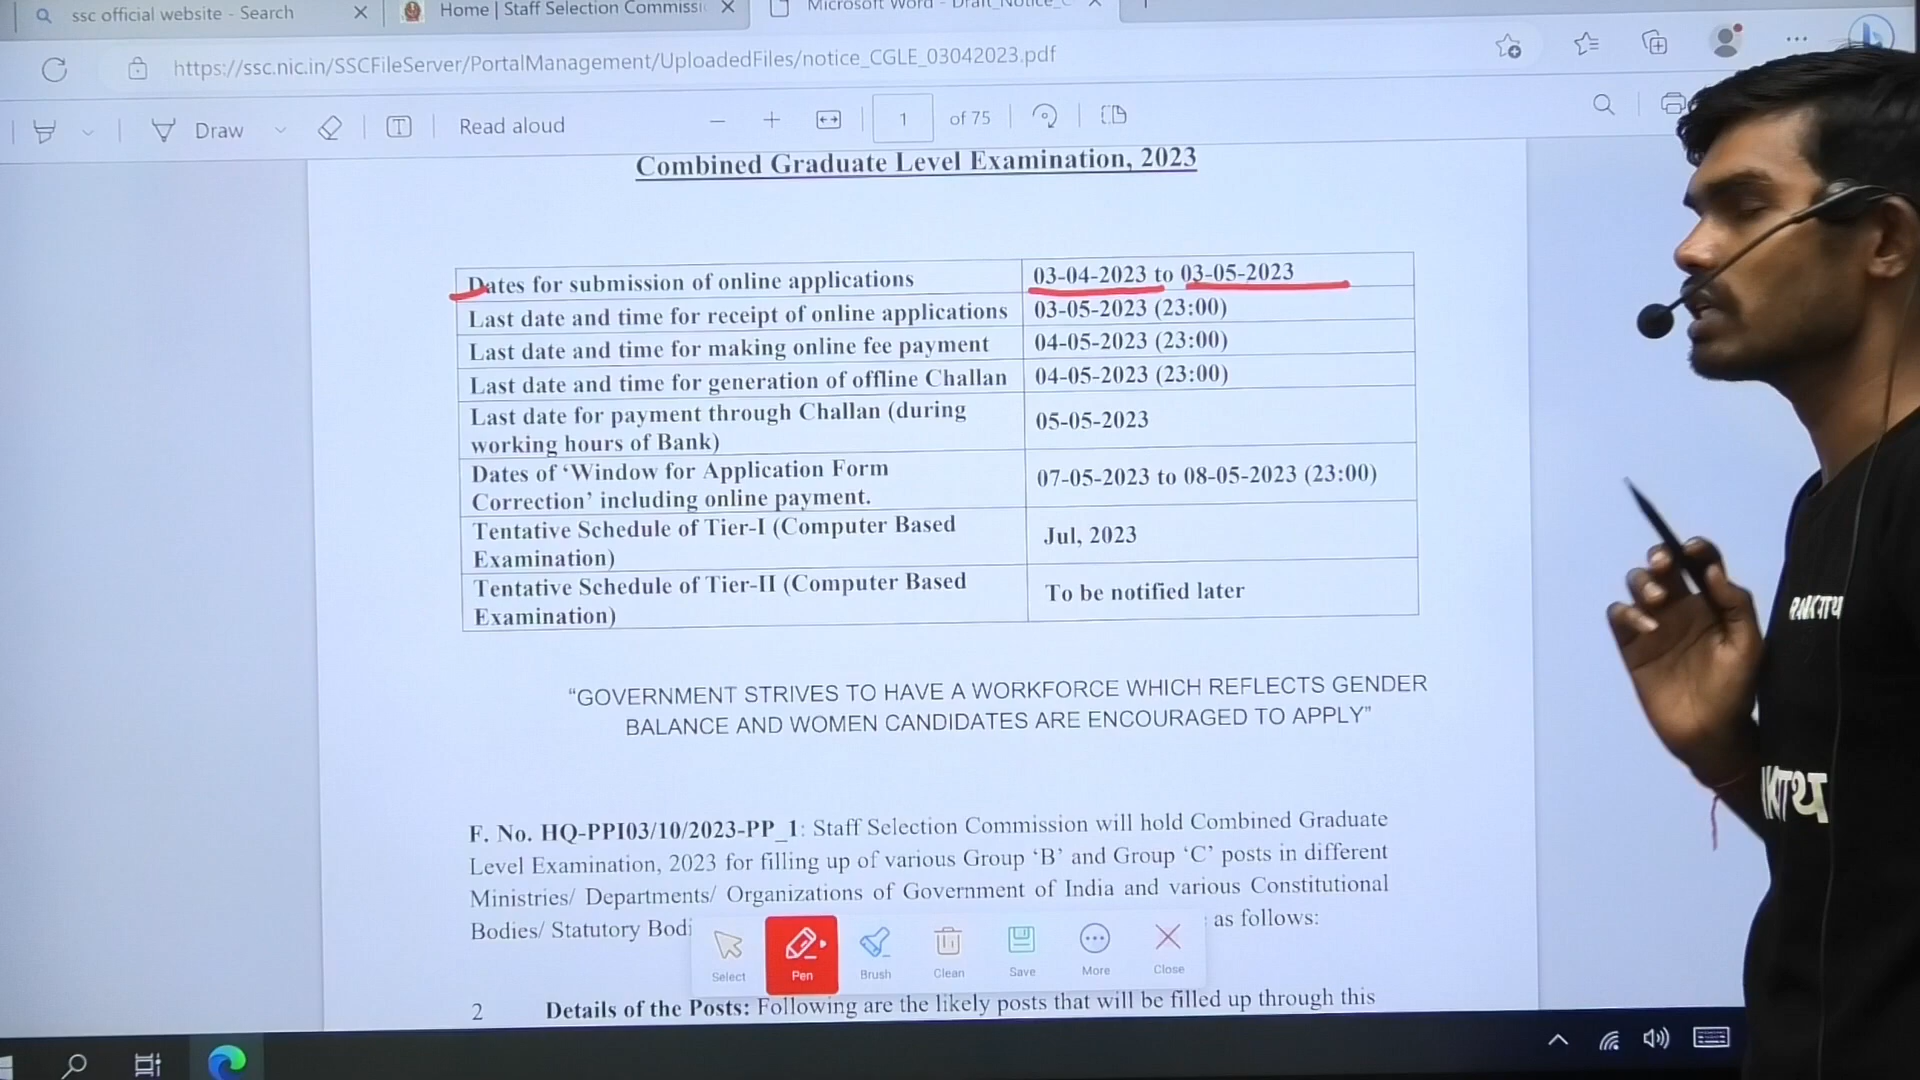 ssc official website - Search
Home | Staff Selection Commissi
Microsoft Word - Draft_Notice_C
https://ssc.nic.in/SSCFileServer/PortalManagement/UploadedFiles/notice_CGLE_03042023.pdf
Draw
Read aloud
1 of 75
Combined Graduate Level Examination, 2023
Dates for submission of online applications 03-04-2023 to 03-05-2023
Last date and time for receipt of online applications 03-05-2023 (23:00)
Last date and time for making online fee payment 04-05-2023 (23:00)
Last date and time for generation of offline Challan 04-05-2023 (23:00)
Last date for payment through Challan (during
working hours of Bank) 05-05-2023
Dates of ‘Window for Application Form
Correction’ including online payment. 07-05-2023 to 08-05-2023 (23:00)
Tentative Schedule of Tier-I (Computer Based
Examination) Jul, 2023
Tentative Schedule of Tier-II (Computer Based
Examination) To be notified later
“GOVERNMENT STRIVES TO HAVE A WORKFORCE WHICH REFLECTS GENDER
BALANCE AND WOMEN CANDIDATES ARE ENCOURAGED TO APPLY”
F. No. HQ-PPI03/10/2023-PP_1: Staff Selection Commission will hold Combined Graduate
Level Examination, 2023 for filling up of various Group ‘B’ and Group ‘C’ posts in different
Ministries/ Departments/ Organizations of Government of India and various Constitutional
Bodies/ Statutory Bodi as follows:
Select
Pen
Brush
Clean
Save
More
Close
2 Details of the Posts: Following are the likely posts that will be filled up through this